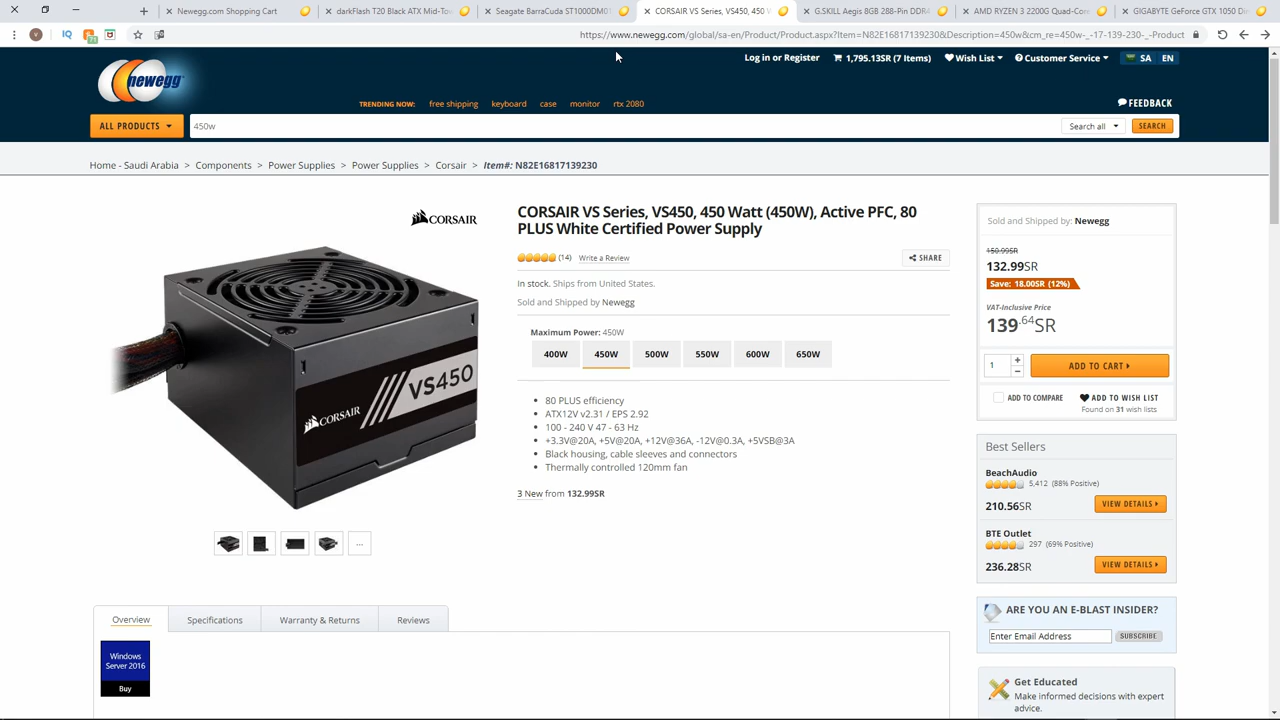 Newegg.com Shopping Cart
darkFlash T20 Black ATX Mid-Tow
Seagate BarraCuda ST1000DM01
CORSAIR VS Series, VS450, 450 W
G.SKILL Aegis 8GB 288-Pin DDR4
AMD RYZEN 3 2200G Quad-Core
GIGABYTE GeForce GTX 1050 De
IQ
https://www.newegg.com/global/sa-en/Product/Product.aspx?Item=N82E16817139230&Description=450w&cm_re=450w-_-17-139-230-_-Product
newegg
Log in or Register
1,795.13SR (7 Items)
Wish List
Customer Service
SA
EN
TRENDING NOW: free shipping keyboard case monitor rtx 2080
FEEDBACK
ALL PRODUCTS
450w
Search all
SEARCH
Home - Saudi Arabia > Components > Power Supplies > Power Supplies > Corsair > Item#: N82E16817139230
CORSAIR
VS450
CORSAIR
CORSAIR VS Series, VS450, 450 Watt (450W), Active PFC, 80
PLUS White Certified Power Supply
(14) Write a Review
SHARE
In stock. Ships from United States.
Sold and Shipped by Newegg
Maximum Power: 450W
400W 450W 500W 550W 600W 650W
80 PLUS efficiency
ATX12V v2.31 / EPS 2.92
100 - 240 V 47 - 63 Hz
+3.3V@20A, +5V@20A, +12V@36A, -12V@0.3A, +5VSB@3A
Black housing, cable sleeves and connectors
Thermally controlled 120mm fan
3 New from 132.99SR
...
Sold and Shipped by: Newegg
150.99SR
132.99SR
Save: 18.00SR (12%)
VAT-Inclusive Price
139.64SR
1
+
−
ADD TO CART
ADD TO COMPARE
ADD TO WISH LIST
Found on 31 wish lists
Best Sellers
BeachAudio
5,412 (88% Positive)
210.56SR
VIEW DETAILS
BTE Outlet
297 (69% Positive)
236.28SR
VIEW DETAILS
ARE YOU AN E-BLAST INSIDER?
Enter Email Address
SUBSCRIBE
Get Educated
Make informed decisions with expert
advice.
Overview
Specifications
Warranty & Returns
Reviews
Windows
Server 2016
Buy